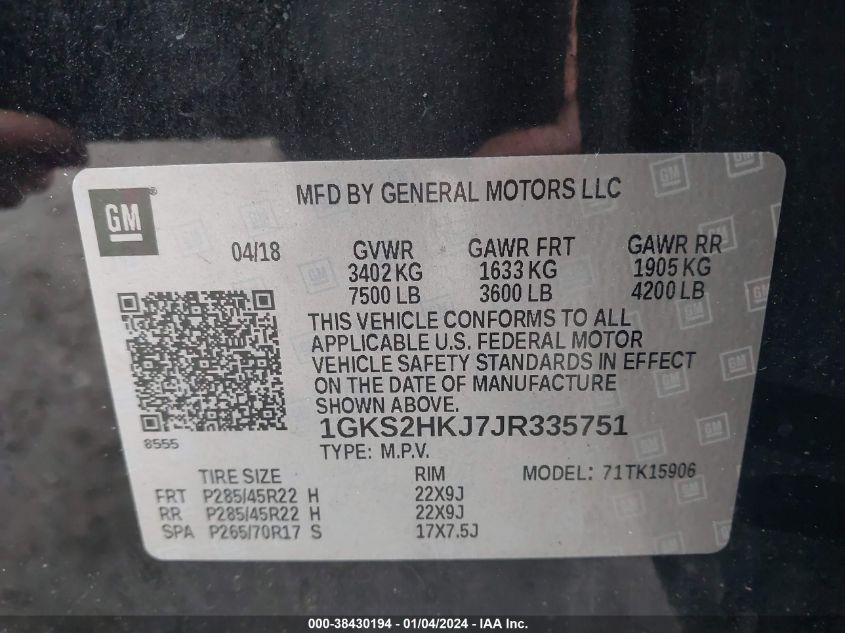 GM ®
MFD BY GENERAL MOTORS LLC
04/18 GVWR GAWR FRT GAWR RR
3402 KG 1633 KG 1905 KG
7500 LB 3600 LB 4200 LB
THIS VEHICLE CONFORMS TO ALL
APPLICABLE U.S. FEDERAL MOTOR
VEHICLE SAFETY STANDARDS IN EFFECT
ON THE DATE OF MANUFACTURE
SHOWN ABOVE.
8555
1GKS2HKJ7JR335751
TYPE: M.P.V.
TIRE SIZE RIM MODEL: 71TK15906
FRT P285/45R22 H 22X9J
RR P285/45R22 H 22X9J
SPA P265/70R17 S 17X7.5J
000-38430194 - 01/04/2024 - IAA Inc.